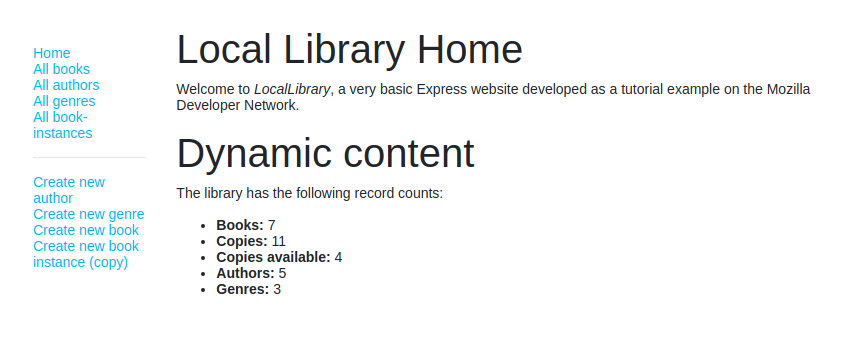 Home
All books
All authors
All genres
All book-
instances
Create new
author
Create new genre
Create new book
Create new book
instance (copy)
Local Library Home
Welcome to LocalLibrary, a very basic Express website developed as a tutorial example on the Mozilla
Developer Network.
Dynamic content
The library has the following record counts:
• Books: 7
• Copies: 11
• Copies available: 4
• Authors: 5
• Genres: 3